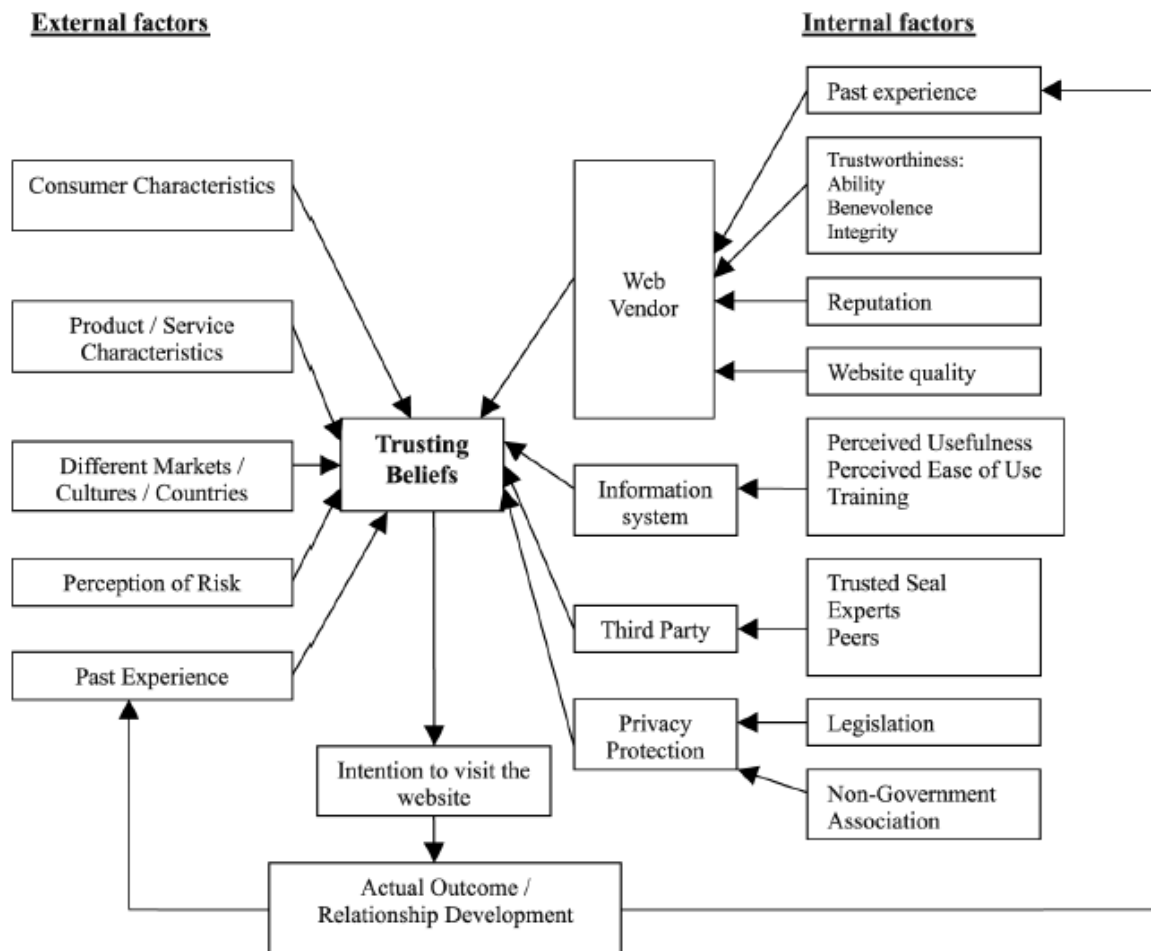 External factors
Internal factors
Past experience
Trustworthiness:
Ability
Benevolence
Integrity
Consumer Characteristics
Web
Vendor
Reputation
Product / Service
Characteristics
Website quality
Trusting
Beliefs
Different Markets /
Cultures / Countries
Information
system
Perceived Usefulness
Perceived Ease of Use
Training
Perception of Risk
Third Party
Trusted Seal
Experts
Peers
Past Experience
Privacy
Protection
Legislation
Intention to visit the
website
Non-Government
Association
Actual Outcome /
Relationship Development